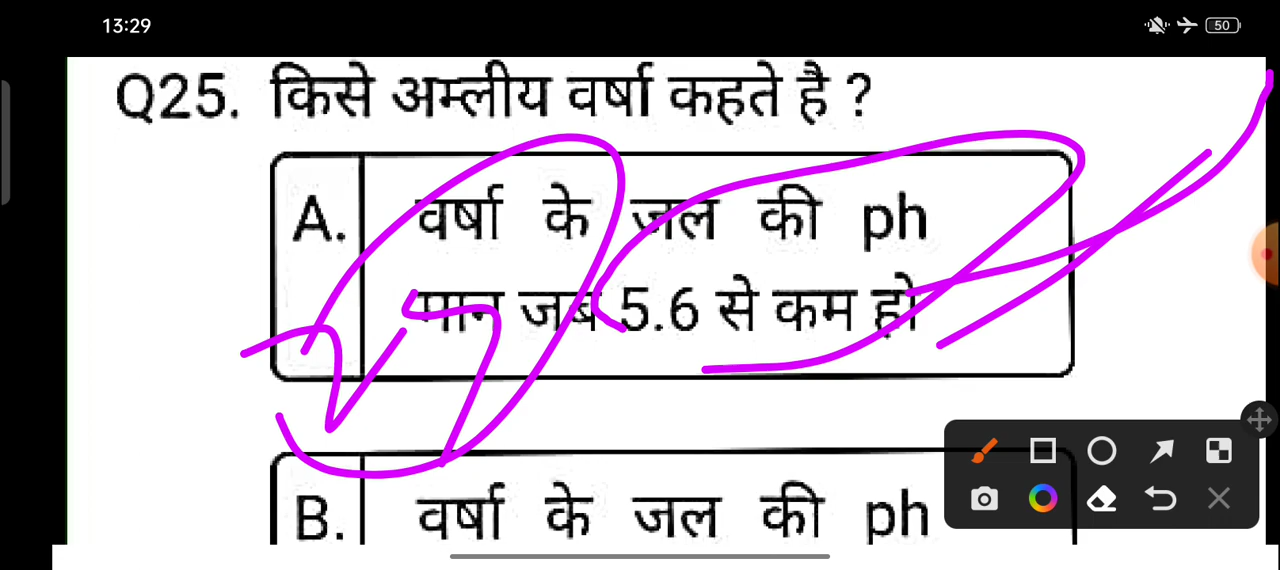 13:29
50
Q25. किसे अम्लीय वर्षा कहते है ?
A. वर्षा के जल की ph
मान जब 5.6 से कम हो
B. वर्षा के जल की ph